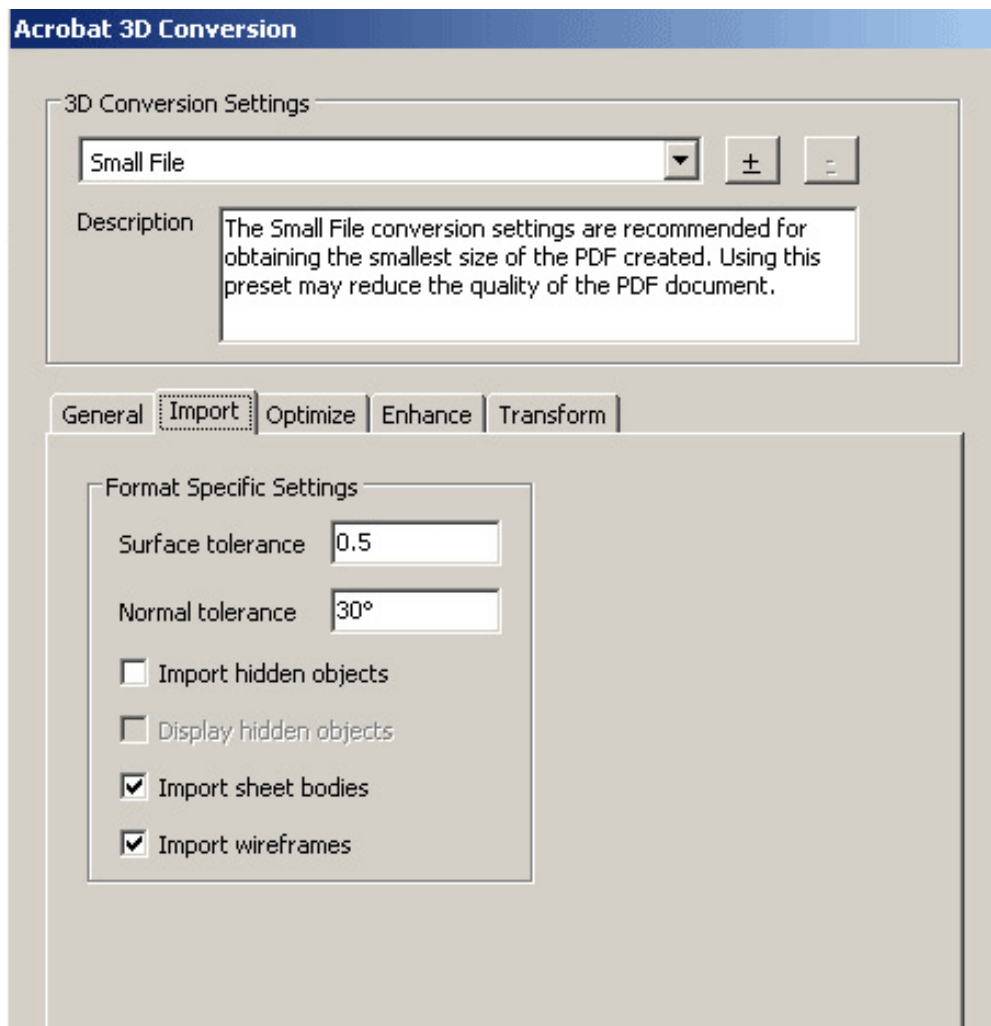 Acrobat 3D Conversion
3D Conversion Settings
Small File
±
-
Description
The Small File conversion settings are recommended for
obtaining the smallest size of the PDF created. Using this
preset may reduce the quality of the PDF document.
General Import Optimize Enhance Transform
Format Specific Settings
Surface tolerance 0.5
Normal tolerance 30°
Import hidden objects
Display hidden objects
Import sheet bodies
Import wireframes